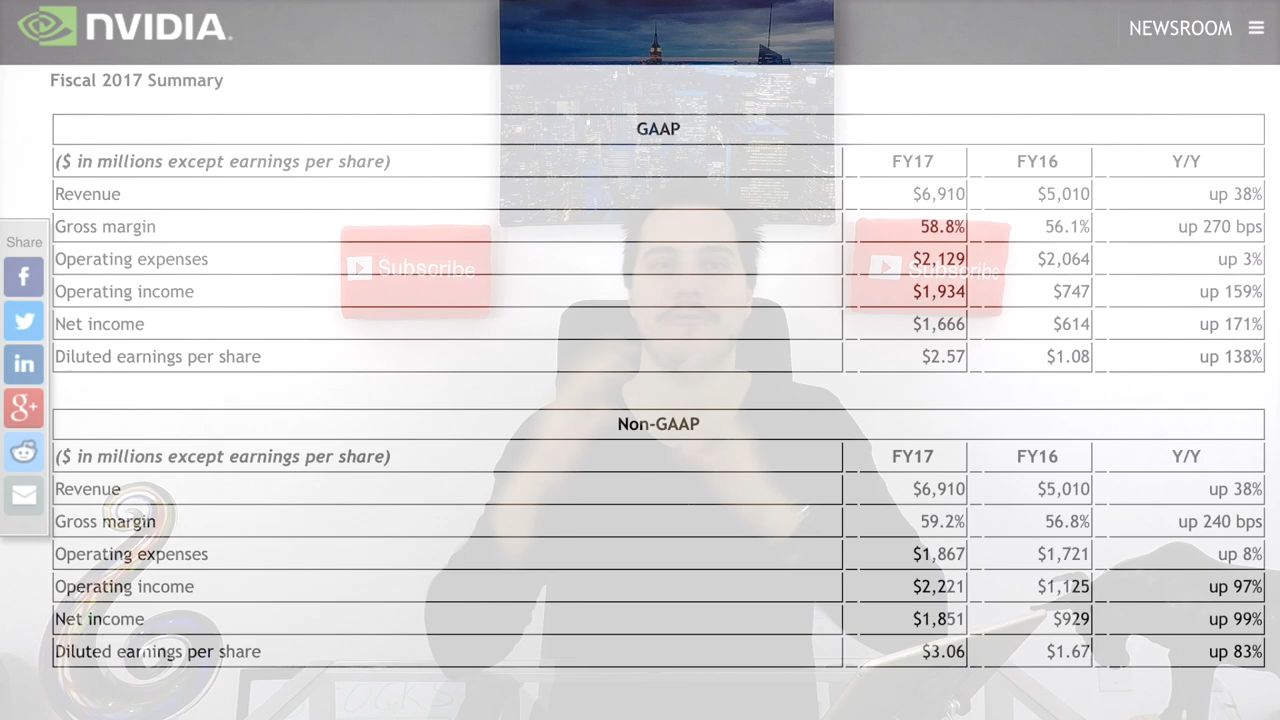 NVIDIA.
NEWSROOM
Fiscal 2017 Summary
GAAP
($ in millions except earnings per share) FY17 FY16 Y/Y
Revenue $6,910 $5,010 up 38%
Gross margin 58.8% 56.1% up 270 bps
Operating expenses $2,129 $2,064 up 3%
Operating income $1,934 $747 up 159%
Net income $1,666 $614 up 171%
Diluted earnings per share $2.57 $1.08 up 138%
Share
f
in
g+
Subscribe
Subscribe
Non-GAAP
($ in millions except earnings per share) FY17 FY16 Y/Y
Revenue $6,910 $5,010 up 38%
Gross margin 59.2% 56.8% up 240 bps
Operating expenses $1,867 $1,721 up 8%
Operating income $2,221 $1,125 up 97%
Net income $1,851 $929 up 99%
Diluted earnings per share $3.06 $1.67 up 83%